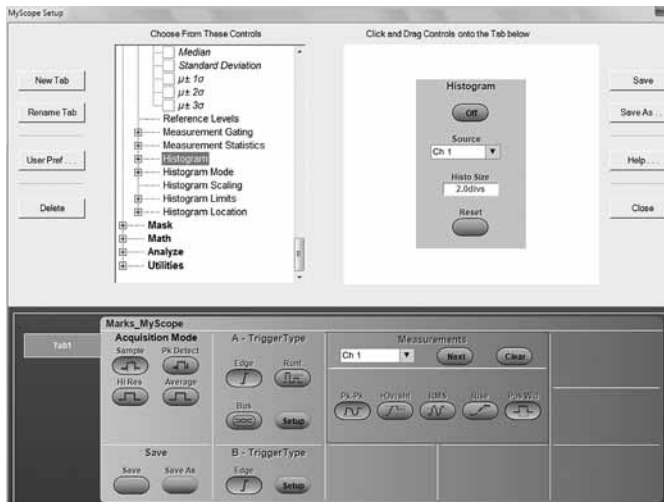 MyScope Setup
Choose From These Controls
Click and Drag Controls onto the Tab below
New Tab
Rename Tab
User Pref . . .
Delete
Median
Standard Deviation
μ± 1σ
μ± 2σ
μ± 3σ
Reference Levels
Measurement Gating
Measurement Statistics
Histogram
Histogram Mode
Histogram Scaling
Histogram Limits
Histogram Location
Mask
Math
Analyze
Utilities
Histogram
Off
Source
Ch 1
Histo Size
2.0divs
Reset
Save
Save As . .
Help . . .
Close
Marks_MyScope
Tab1
Acquisition Mode
Sample
Pk Detect
Hi Res
Average
A - TriggerType
Edge
Runt
Bus
Setup
Measurements
Ch 1
Next
Clear
Pk-Pk
+Ovrsht
RMS
Rise
Pos Wid
Save
Save
Save As
B - TriggerType
Edge
Setup